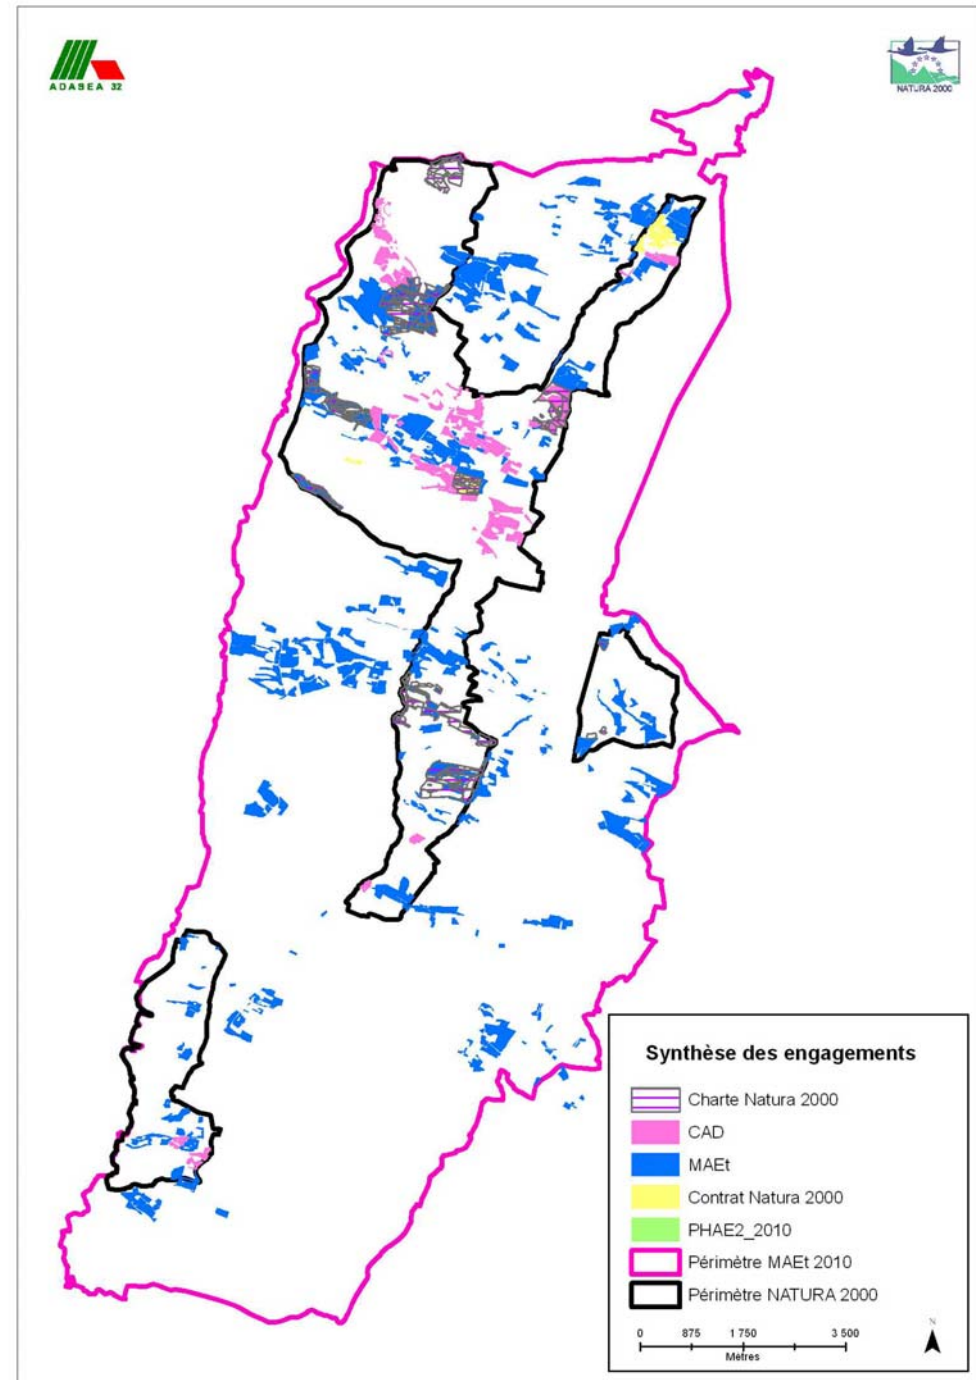 ADASEA 32
NATURA 2000
Synthèse des engagements
Charte Natura 2000
CAD
MAEt
Contrat Natura 2000
PHAE2_2010
Périmètre MAEt 2010
Périmètre NATURA 2000
0 875 1 750 3 500
Mètres
N